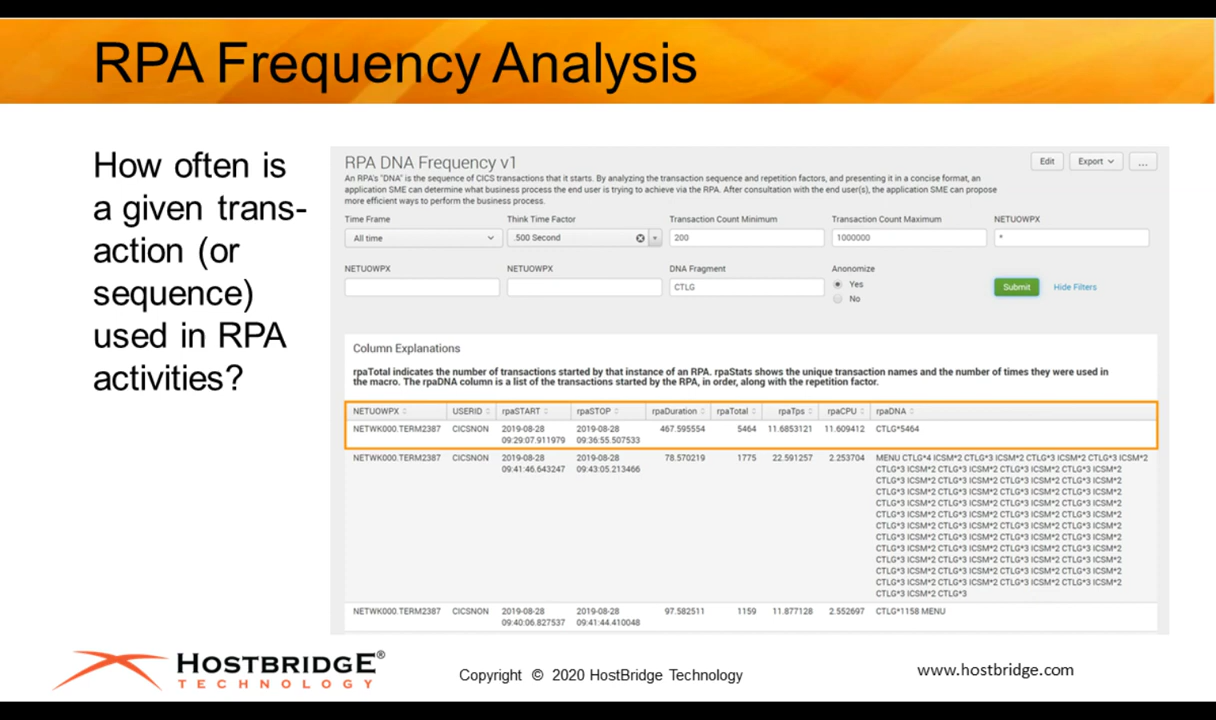 RPA Frequency Analysis
How often is
a given trans-
action (or
sequence)
used in RPA
activities?
RPA DNA Frequency v1
Edit
Export
...
An RPA's "DNA" is the sequence of CICS transactions that it starts. By analyzing the transaction sequence and repetition factors, and presenting it in a concise format, an
application SME can determine what business process the end user is trying to achieve via the RPA. After consultation with the end user(s), the application SME can propose
more efficient ways to perform the business process.
Time Frame Think Time Factor Transaction Count Minimum Transaction Count Maximum NETUOWPX
All time .500 Second 200 1000000 *
NETUOWPX NETUOWPX DNA Fragment Anonomize
CTLG Yes Submit Hide Filters
No
Column Explanations
rpaTotal indicates the number of transactions started by that instance of an RPA. rpaStats shows the unique transaction names and the number of times they were used in
the macro. The rpaDNA column is a list of the transactions started by the RPA, in order, along with the repetition factor.
NETUOWPX USERID rpaSTART rpaSTOP rpaDuration rpaTotal rpaTps rpaCPU rpaDNA
NETWK000.TERM2387 CICSNON 2019-08-28 2019-08-28 467.595554 5464 11.6853121 11.609412 CTLG*5464
09:29:07.911979 09:36:55.507533
NETWK000.TERM2387 CICSNON 2019-08-28 2019-08-28 78.570219 1775 22.591257 2.253704 MENU CTLG*4 ICSM*2 CTLG*3 ICSM*2 CTLG*3 ICSM*2 CTLG*3 ICSM*2
09:41:46.643247 09:43:05.213466 CTLG*3 ICSM*2 CTLG*3 ICSM*2 CTLG*3 ICSM*2 CTLG*3 ICSM*2
CTLG*3 ICSM*2 CTLG*3 ICSM*2 CTLG*3 ICSM*2 CTLG*3 ICSM*2
CTLG*3 ICSM*2 CTLG*3 ICSM*2 CTLG*3 ICSM*2 CTLG*3 ICSM*2
CTLG*3 ICSM*2 CTLG*3 ICSM*2 CTLG*3 ICSM*2 CTLG*3 ICSM*2
CTLG*3 ICSM*2 CTLG*3 ICSM*2 CTLG*3 ICSM*2 CTLG*3 ICSM*2
CTLG*3 ICSM*2 CTLG*3 ICSM*2 CTLG*3 ICSM*2 CTLG*3 ICSM*2
CTLG*3 ICSM*2 CTLG*3 ICSM*2 CTLG*3 ICSM*2 CTLG*3 ICSM*2
CTLG*3 ICSM*2 CTLG*3 ICSM*2 CTLG*3 ICSM*2 CTLG*3 ICSM*2
CTLG*3 ICSM*2 CTLG*3 ICSM*2 CTLG*3 ICSM*2 CTLG*3 ICSM*2
CTLG*3 ICSM*2 CTLG*3 ICSM*2 CTLG*3 ICSM*2 CTLG*3 ICSM*2
CTLG*3 ICSM*2 CTLG*3 ICSM*2 CTLG*3 ICSM*2 CTLG*3 ICSM*2
CTLG*3 ICSM*2 CTLG*3
NETWK000.TERM2387 CICSNON 2019-08-28 2019-08-28 97.582511 1159 11.877128 2.552697 CTLG*1158 MENU
09:40:06.827537 09:41:44.410048
HOSTBRIDGE®
TECHNOLOGY
Copyright © 2020 HostBridge Technology
www.hostbridge.com